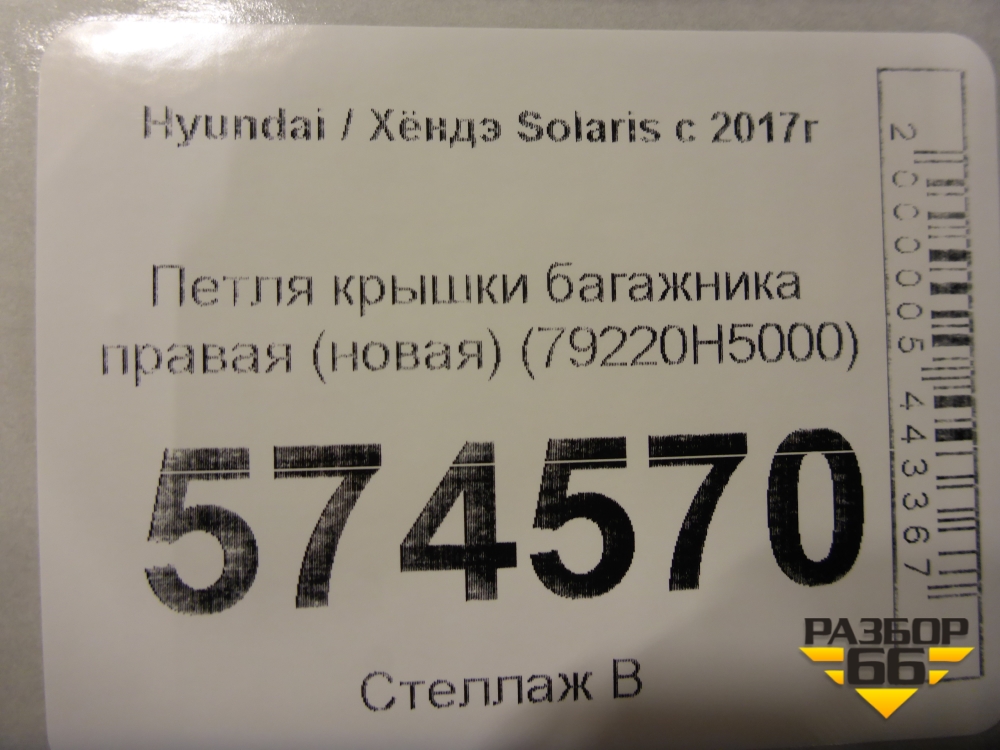 Hyundai / Хёндэ Solaris с 2017г
Петля крышки багажника
правая (новая) (79220H5000)
574570
Стеллаж В
2000005443367
РАЗБОР
66